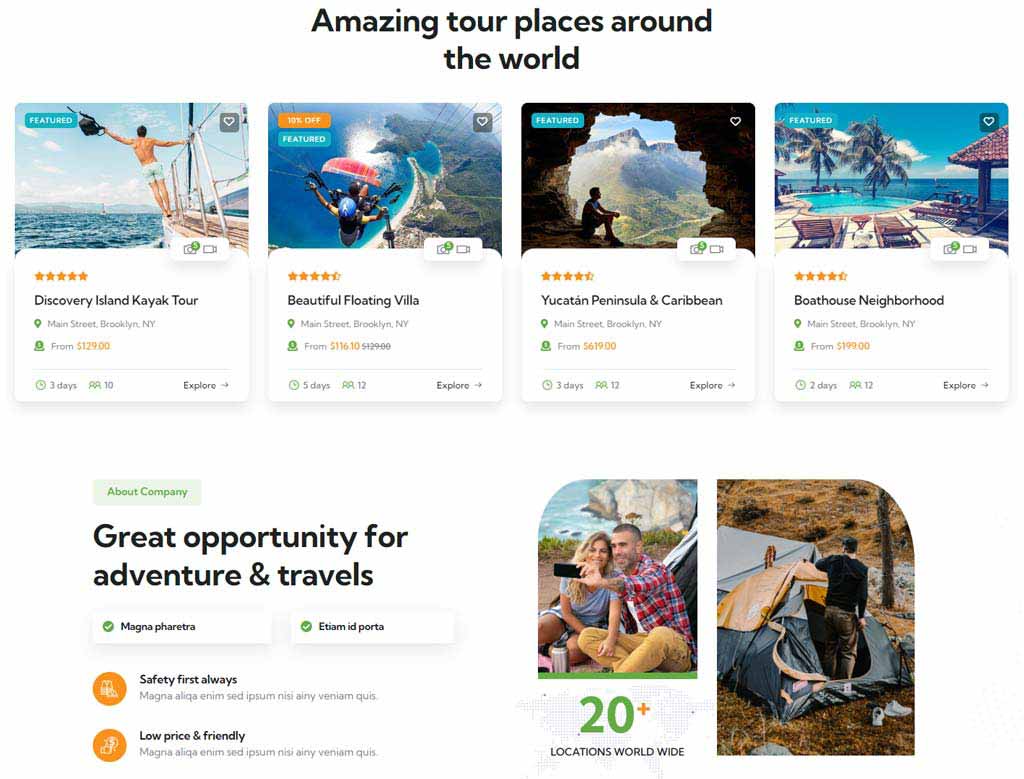 Amazing tour places around
the world
FEATURED
5
Discovery Island Kayak Tour
Main Street, Brooklyn, NY
From $129.00
3 days 10 Explore
10% OFF
FEATURED
5
Beautiful Floating Villa
Main Street, Brooklyn, NY
From $116.10 $129.00
5 days 12 Explore
FEATURED
5
Yucatán Peninsula & Caribbean
Main Street, Brooklyn, NY
From $619.00
3 days 12 Explore
FEATURED
5
Boathouse Neighborhood
Main Street, Brooklyn, NY
From $199.00
2 days 12 Explore
About Company
Great opportunity for
adventure & travels
Magna pharetra
Etiam id porta
Safety first always
Magna aliqa enim sed ipsum nisi ainy veniam quis.
Low price & friendly
Magna aliqa enim sed ipsum nisi ainy veniam quis.
20+
LOCATIONS WORLD WIDE